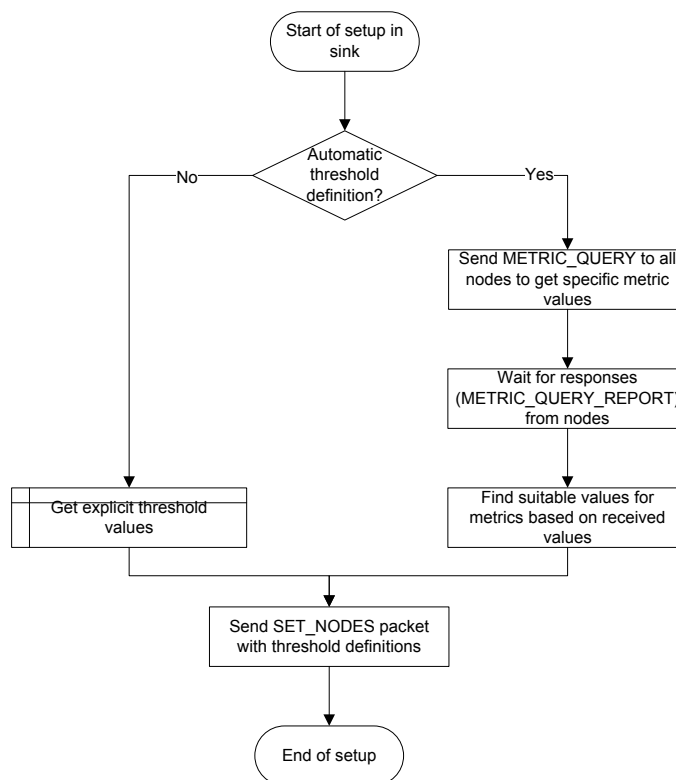 Start of setup in
sink
Automatic
threshold
definition?
No
Yes
Send METRIC_QUERY to all
nodes to get specific metric
values
Wait for responses
(METRIC_QUERY_REPORT)
from nodes
Get explicit threshold
values
Find suitable values for
metrics based on received
values
Send SET_NODES packet
with threshold definitions
End of setup